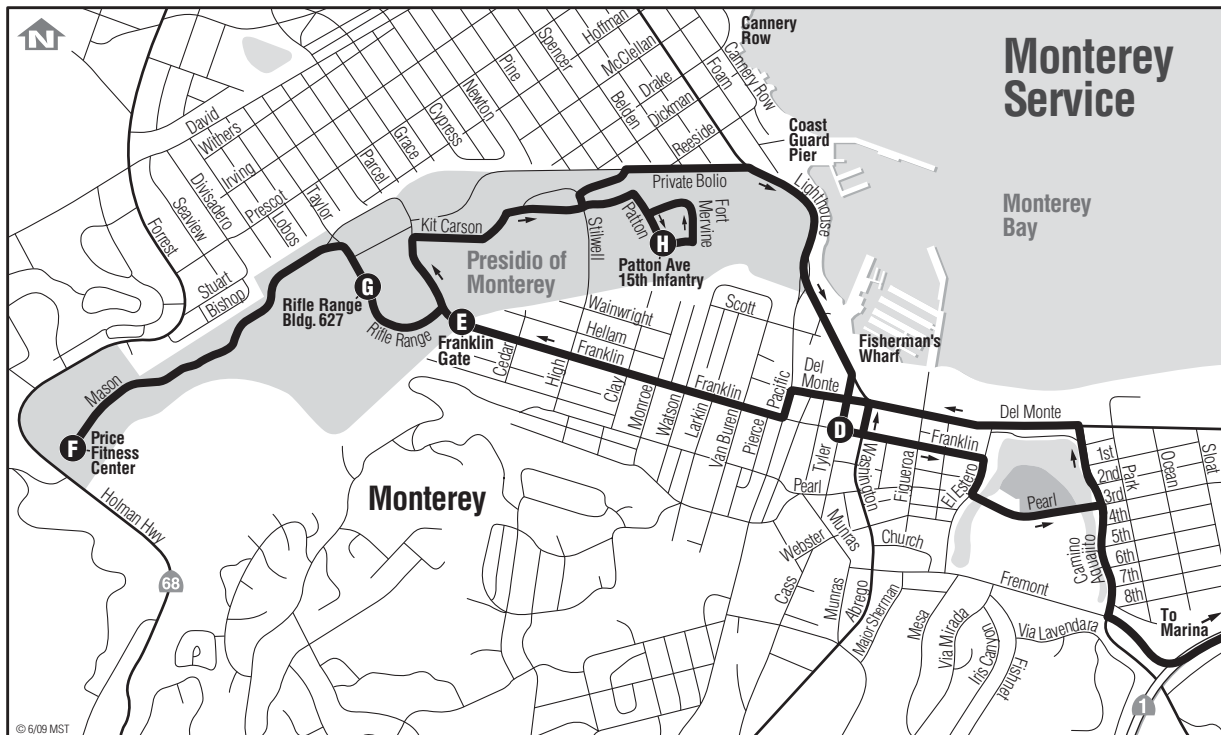 N
Monterey
Service
Cannery
Row
Hoffman
Spencer
McClellan
Foam
Cannery Row
Pine
Drake
Belden
Dickman
Newton
Reeside
Cypress
David
Withers
Grace
Irving
Parcel
Divisadero
Prescot
Taylor
Seaview
Lobos
Forrest
Stuart
Bishop
Coast
Guard
Pier
Lighthouse
Private Bolio
Kit Carson
Stilwell
Patton
Fort
Mervine
Monterey
Bay
Presidio of
Monterey
H
Patton Ave
15th Infantry
G
Rifle Range
Bldg. 627
Rifle Range
E
Franklin
Gate
Wainwright
Hellam
Franklin
Scott
Cedar
High
Clay
Monroe
Watson
Larkin
Franklin
Van Buren
Pierce
Pacific
Del
Monte
Fisherman's
Wharf
Del Monte
Mason
F
Price
Fitness
Center
D
Tyler
Franklin
Washington
Figueroa
El Estero
Pearl
Pearl
1st
2nd
3rd
4th
5th
6th
7th
8th
Park
Ocean
Sloat
Monterey
Holman Hwy
68
Munras
Webster
Church
Cass
Munras
Abrego
Major Sherman
Fremont
Camino
Aguajito
Mesa
Via Mirada
Iris Canyon
Fishnet
Via Lavendara
To
Marina
1
© 6/09 MST